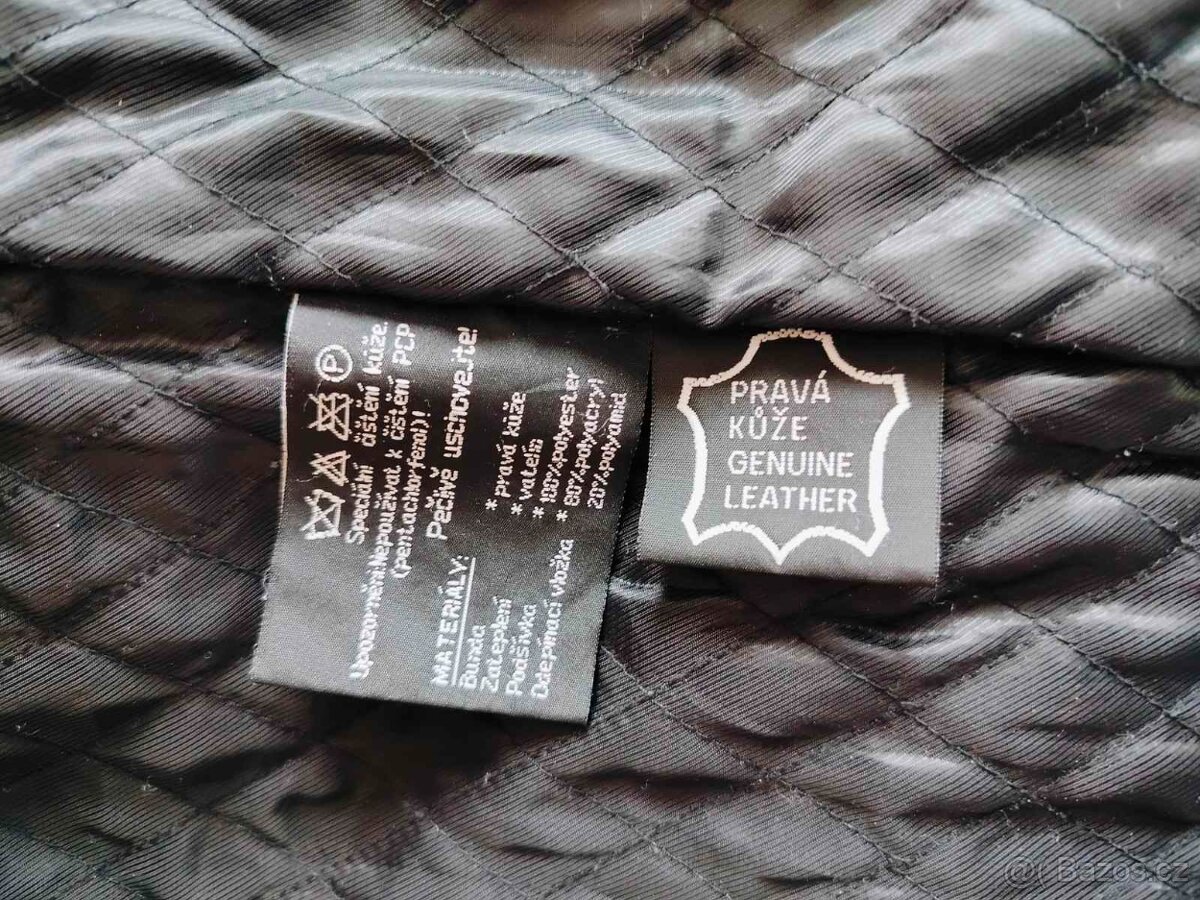 P
Speciální čištění kůže.
Upozornění:Nepoužívat k čištění PCP
(pentachlorfenol)!
Pečlivě uschovejte!
MATERIÁLY:
Bunda * pravá kůže
Zateplení * vatelín
Podšívka * 100%polyester
Odepínací vložka * 80%polyacryl
20%polyamid
PRAVÁ
KŮŽE
GENUINE
LEATHER
@ Bazos.cz